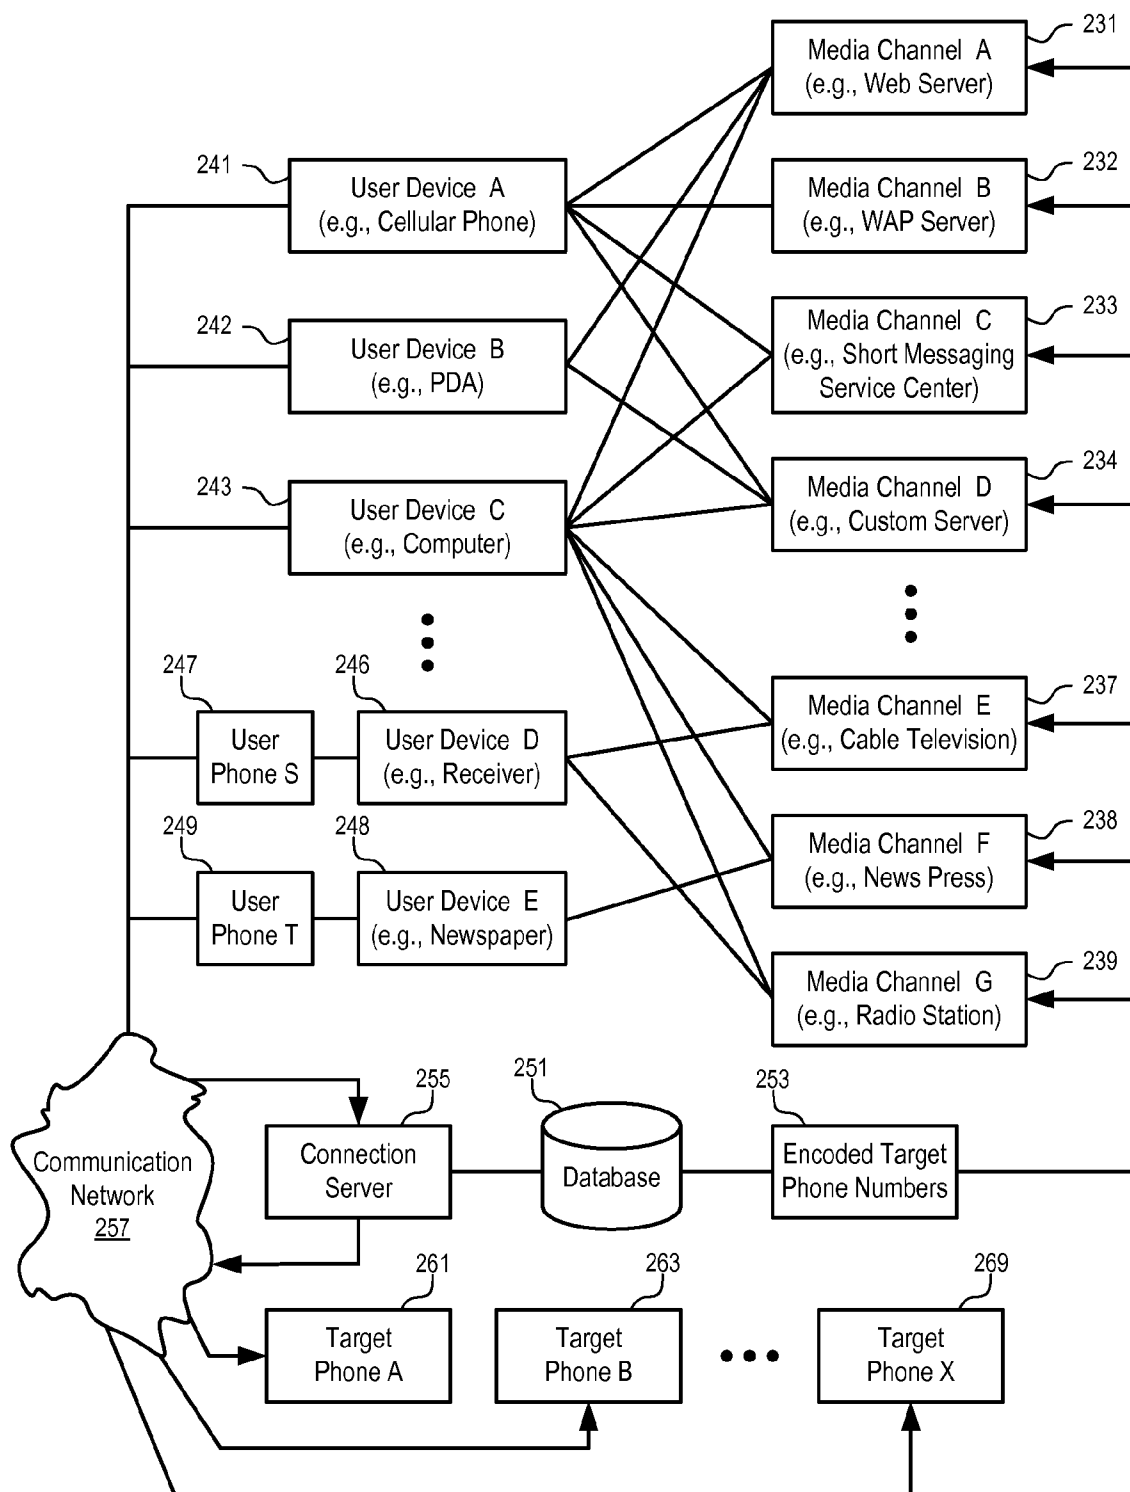 231
Media Channel A
(e.g., Web Server)
241
User Device A
(e.g., Cellular Phone)
232
Media Channel B
(e.g., WAP Server)
242
User Device B
(e.g., PDA)
233
Media Channel C
(e.g., Short Messaging
Service Center)
243
User Device C
(e.g., Computer)
234
Media Channel D
(e.g., Custom Server)
247
User
Phone S
246
User Device D
(e.g., Receiver)
237
Media Channel E
(e.g., Cable Television)
249
User
Phone T
248
User Device E
(e.g., Newspaper)
238
Media Channel F
(e.g., News Press)
239
Media Channel G
(e.g., Radio Station)
Communication
Network
257
255
Connection
Server
251
Database
253
Encoded Target
Phone Numbers
261
Target
Phone A
263
Target
Phone B
269
Target
Phone X